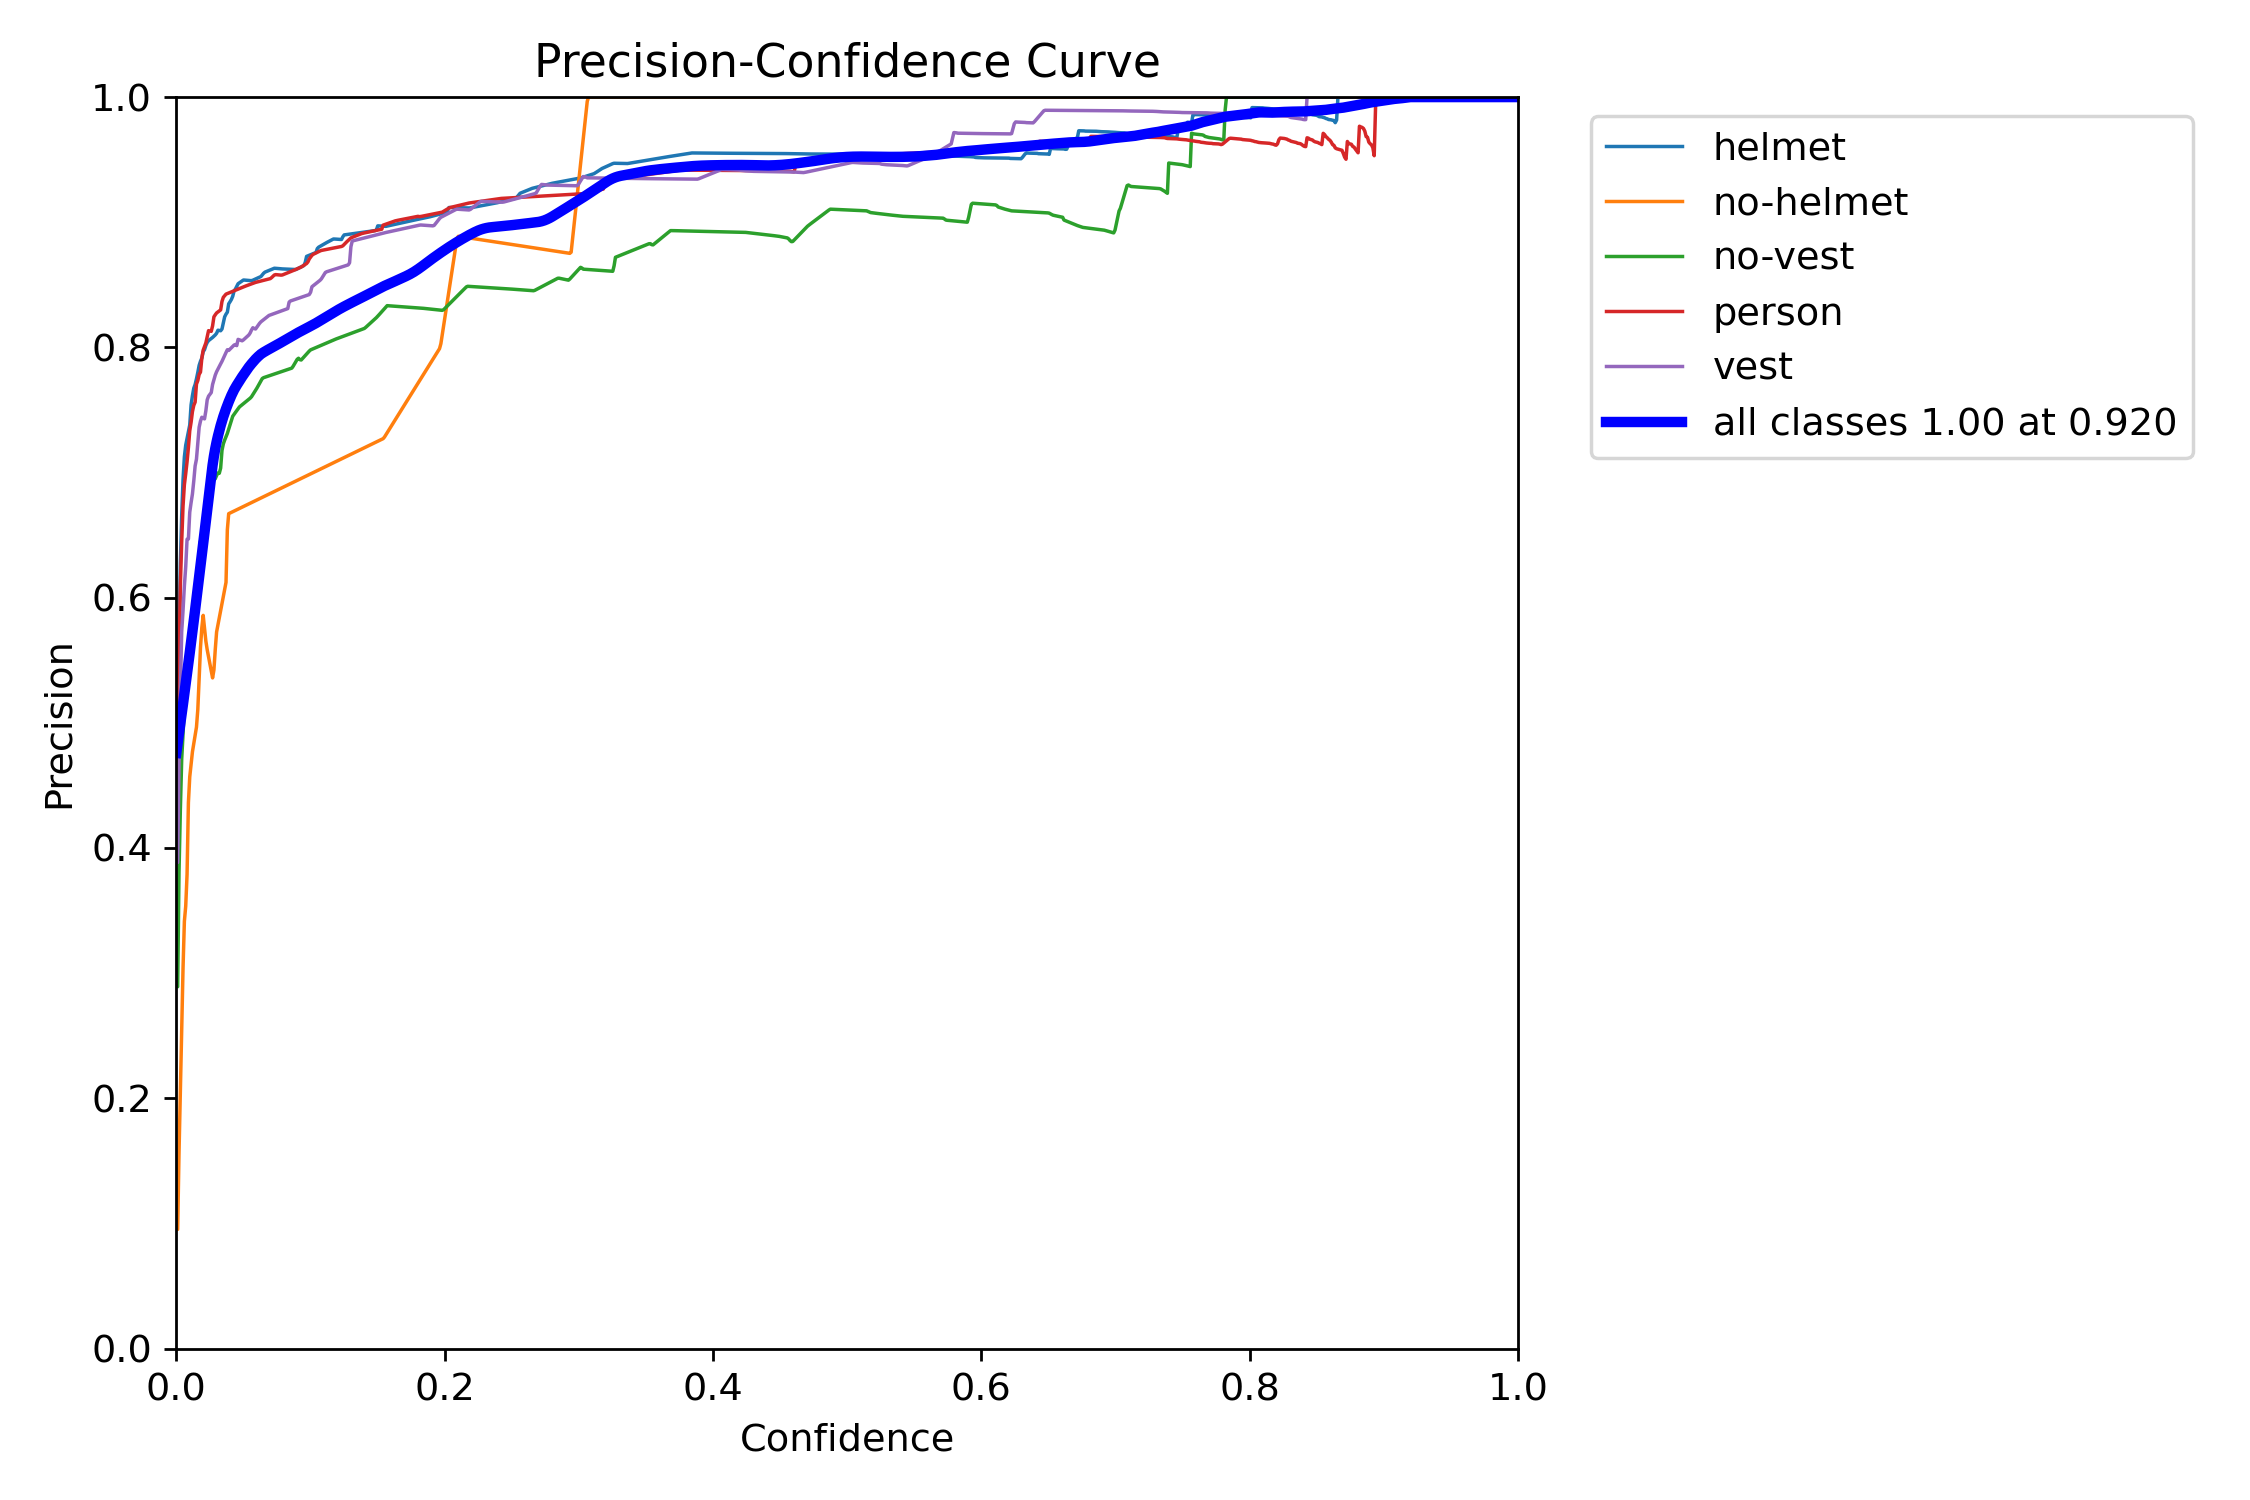 Precision-Confidence Curve
1.0
0.8
0.6
0.4
0.2
0.0
Precision
0.0 0.2 0.4 0.6 0.8 1.0
Confidence
helmet
no-helmet
no-vest
person
vest
all classes 1.00 at 0.920